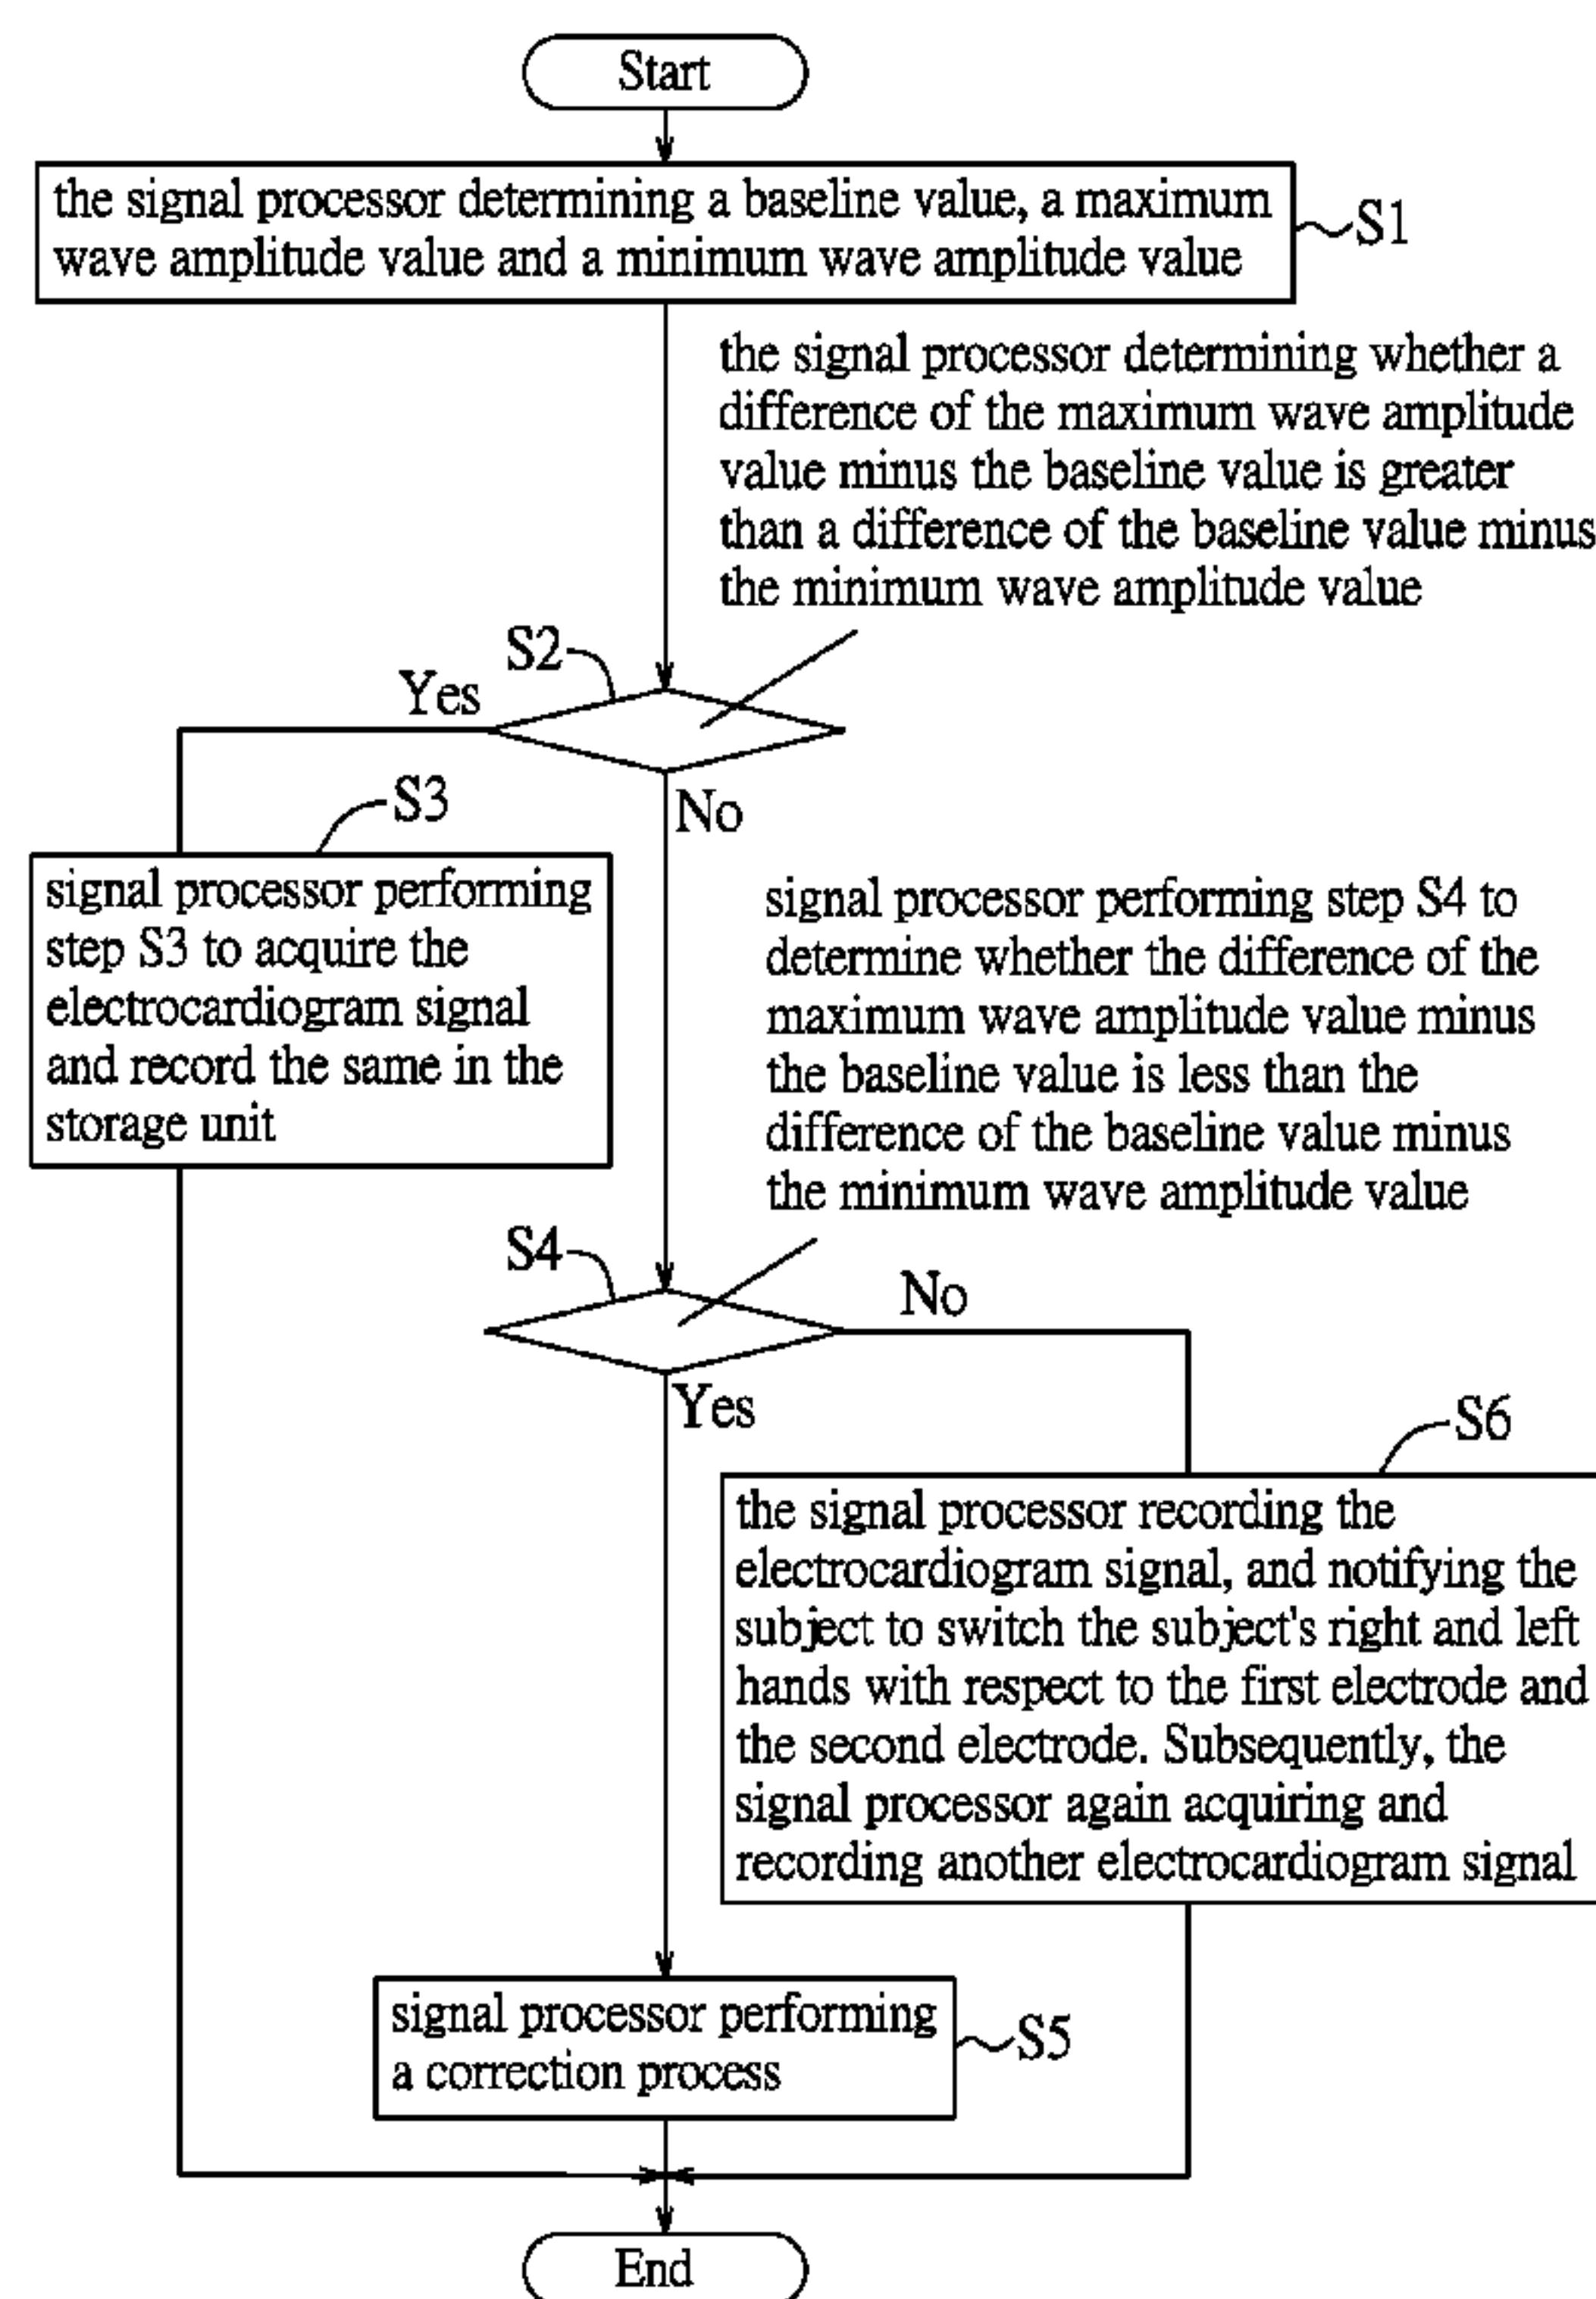 Start
the signal processor determining a baseline value, a maximum
wave amplitude value and a minimum wave amplitude value
S1
the signal processor determining whether a
difference of the maximum wave amplitude
value minus the baseline value is greater
than a difference of the baseline value minus
the minimum wave amplitude value
S2
Yes
No
S3
signal processor performing
step S3 to acquire the
electrocardiogram signal
and record the same in the
storage unit
signal processor performing step S4 to
determine whether the difference of the
maximum wave amplitude value minus
the baseline value is less than the
difference of the baseline value minus
the minimum wave amplitude value
S4
No
Yes
S6
the signal processor recording the
electrocardiogram signal, and notifying the
subject to switch the subject's right and left
hands with respect to the first electrode and
the second electrode. Subsequently, the
signal processor again acquiring and
recording another electrocardiogram signal
signal processor performing
a correction process
S5
End